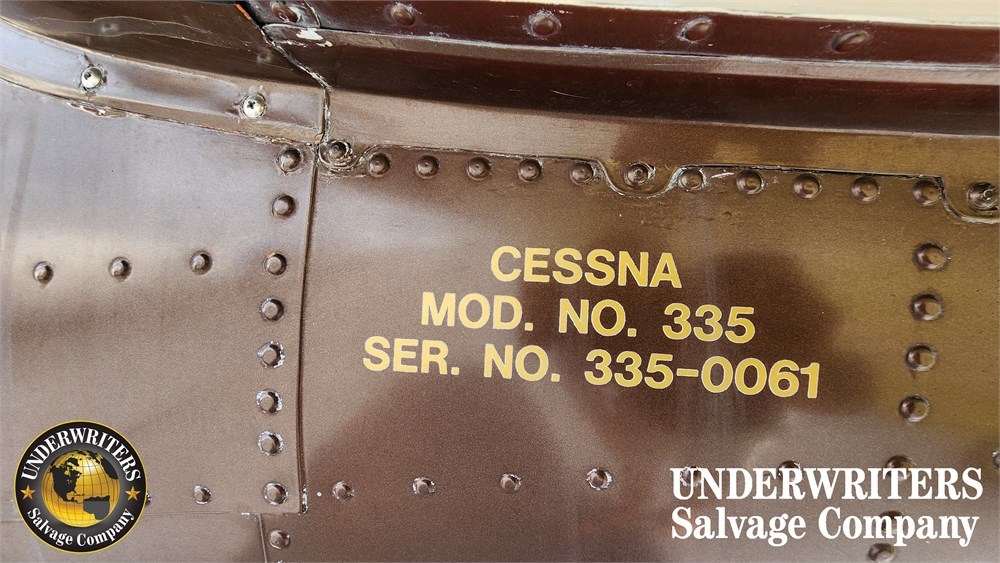 CESSNA
MOD. NO. 335
SER. NO. 335-0061
UNDERWRITERS
Salvage Company
UNDERWRITERS
Salvage Company